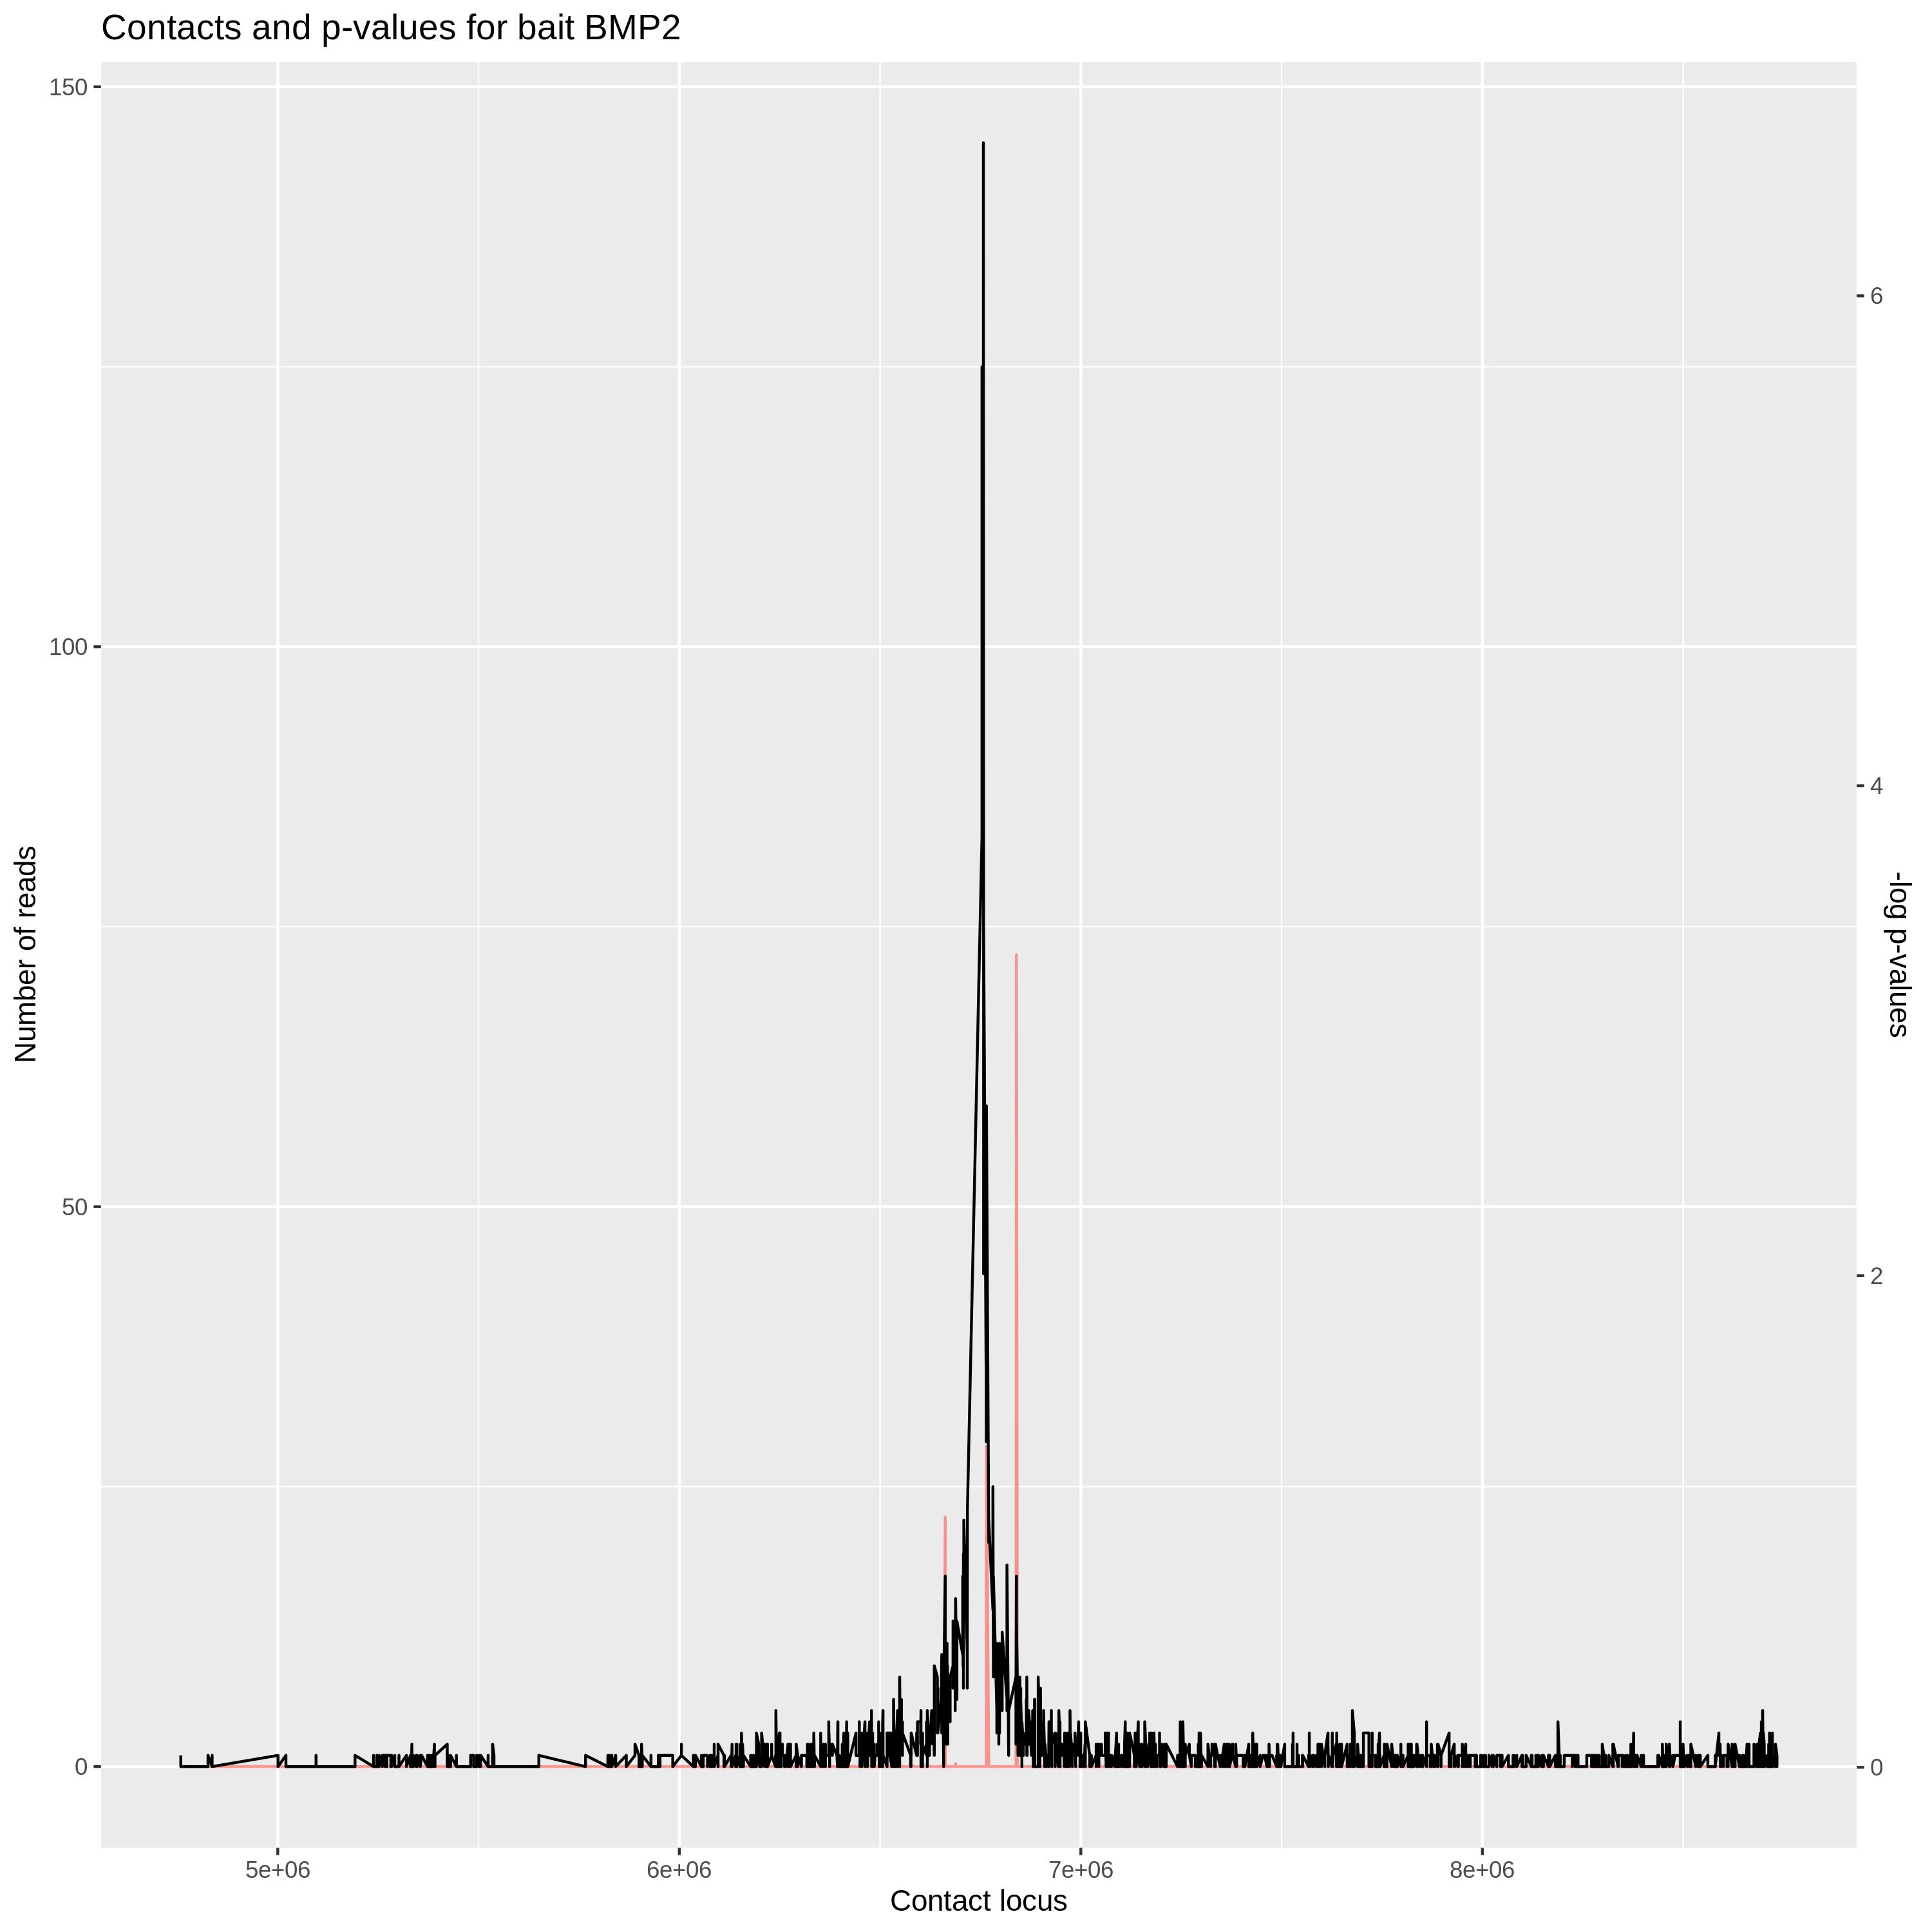 Contacts and p-values for bait BMP2
150
100
50
0
Number of reads
6
4
2
0
-log p-values
5e+06
6e+06
7e+06
8e+06
Contact locus